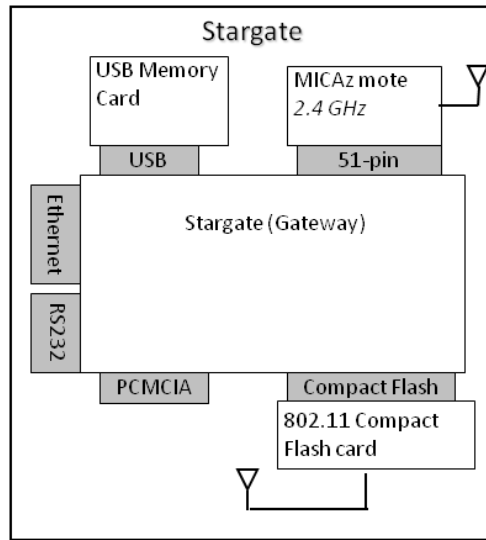 Stargate
USB Memory
Card
MICAz mote
2.4 GHz
USB
51-pin
Ethernet
Stargate (Gateway)
RS232
PCMCIA
Compact Flash
802.11 Compact
Flash card